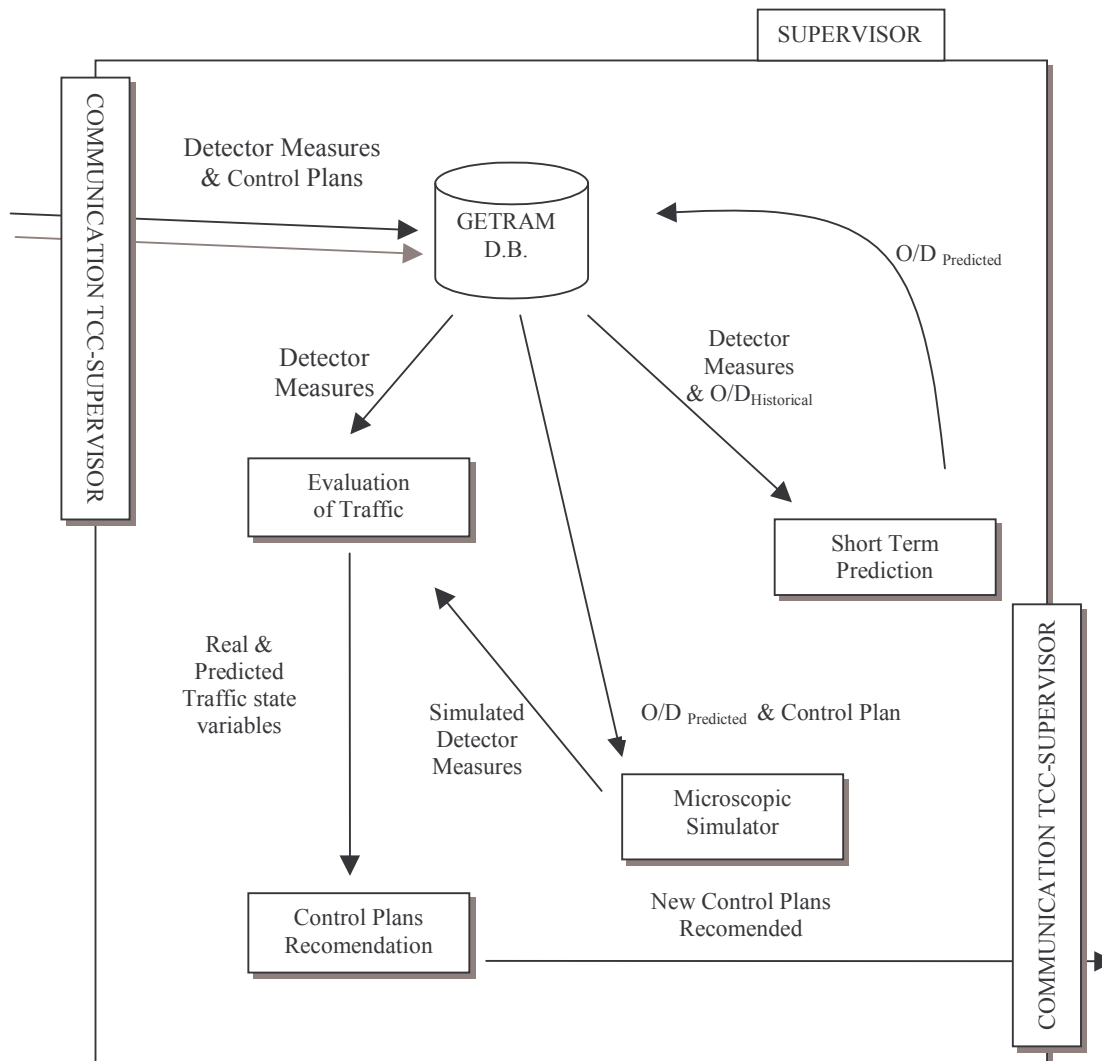 SUPERVISOR
COMMUNICATION TCC-SUPERVISOR
Detector Measures
& Control Plans
GETRAM
D.B.
O/D Predicted
Detector
Measures
Detector
Measures
& O/DHistorical
Evaluation
of Traffic
Short Term
Prediction
Real &
Predicted
Traffic state
variables
Simulated
Detector
Measures
O/D Predicted & Control Plan
Microscopic
Simulator
COMMUNICATION TCC-SUPERVISOR
Control Plans
Recomendation
New Control Plans
Recomended